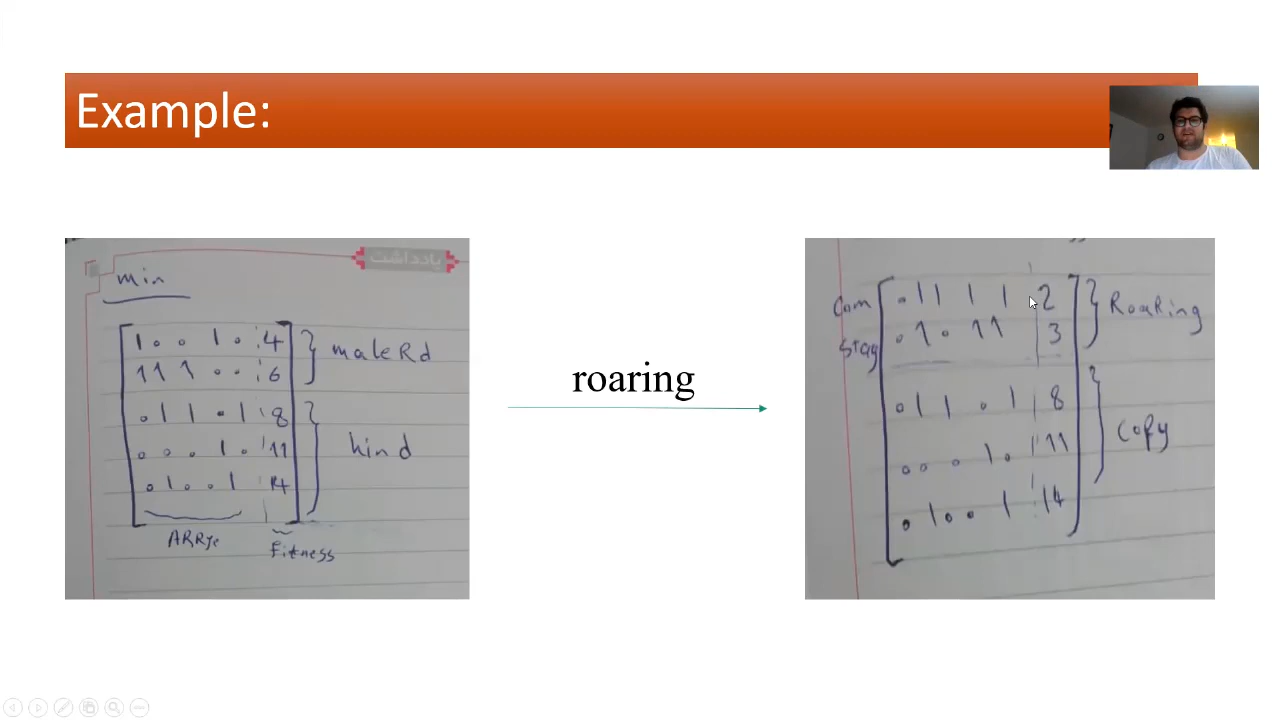 Example:
یادداشت
min
1 0 0 1 0 4
1 1 1 0 0 6
maleRd
0 1 1 0 1 8
0 0 0 1 0 11
0 1 0 0 1 14
hind
ARRye
fitness
roaring
Com
Stag
0 1 1 1 1 2
0 1 0 1 1 3
RoaRing
0 1 1 0 1 8
0 0 0 1 0 11
0 1 0 0 1 14
Copy